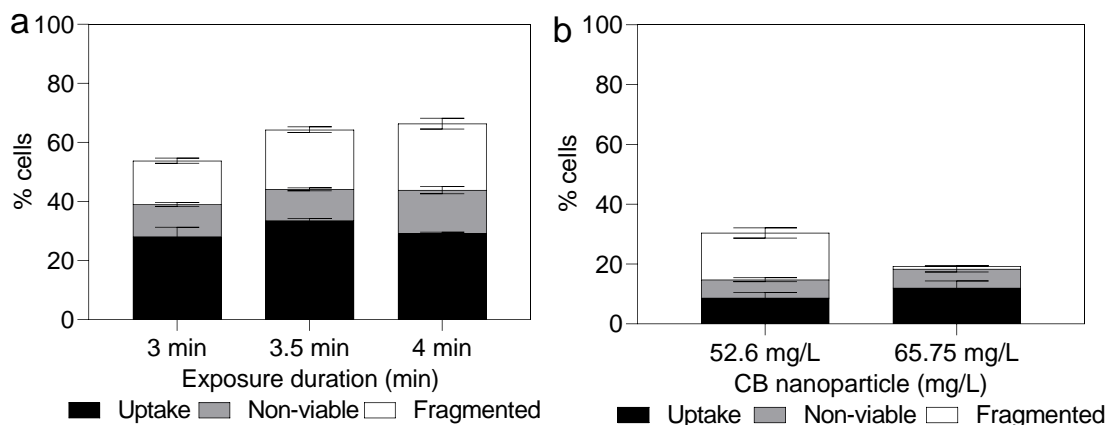 a
% cells
100
80
60
40
20
0
3 min 3.5 min 4 min
Exposure duration (min)
Uptake Non-viable Fragmented
b
% cells
100
80
60
40
20
0
52.6 mg/L 65.75 mg/L
CB nanoparticle (mg/L)
Uptake Non-viable Fragmented